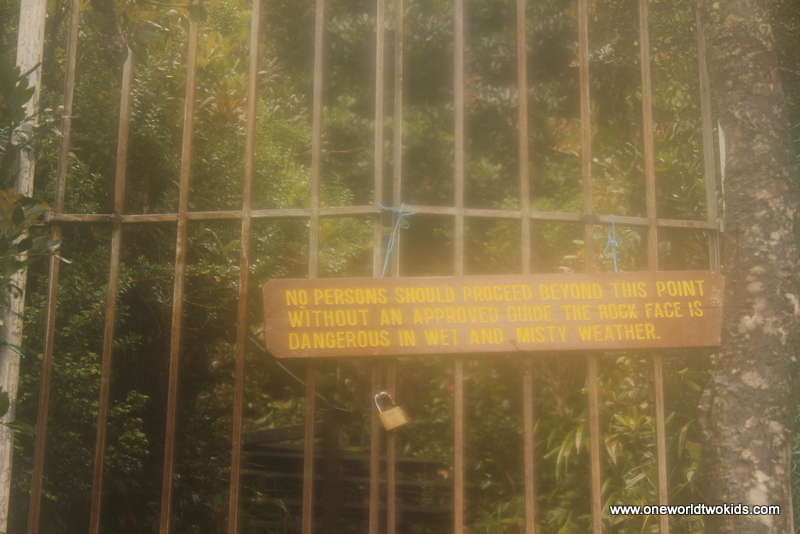 NO PERSONS SHOULD PROCEED BEYOND THIS POINT
WITHOUT AN APPROVED GUIDE THE ROCK FACE IS
DANGEROUS IN WET AND MISTY WEATHER.
www.oneworldtwokids.com